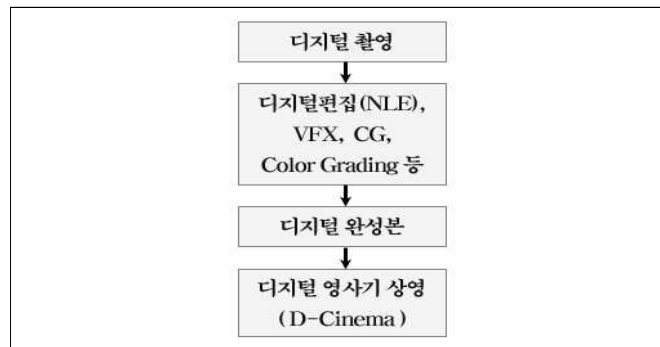 디지털 촬영
디지털편집(NLE),
VFX, CG,
Color Grading 등
디지털 완성본
디지털 영사기 상영
( D-Cinema )